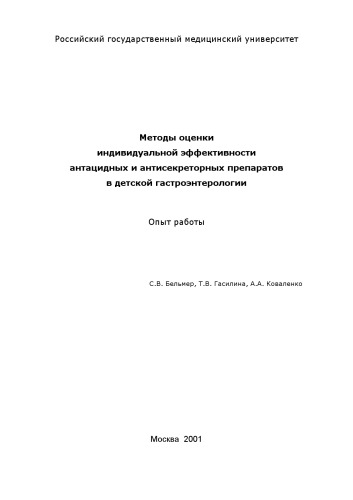 Российский государственный медицинский университет
Методы оценки
индивидуальной эффективности
антацидных и антисекреторных препаратов
в детской гастроэнтерологии
Опыт работы
С.В. Бельмер, Т.В. Гасилина, А.А. Коваленко
Москва 2001